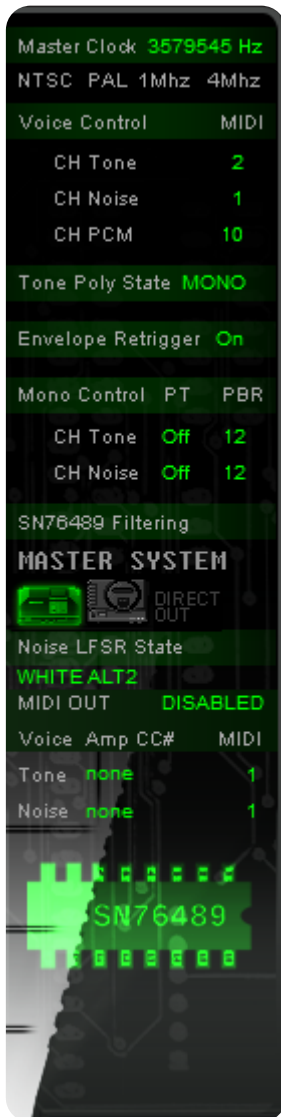 Master Clock 3579545 Hz
NTSC PAL 1Mhz 4Mhz
Voice Control MIDI
CH Tone 2
CH Noise 1
CH PCM 10
Tone Poly State MONO
Envelope Retrigger On
Mono Control PT PBR
CH Tone Off 12
CH Noise Off 12
SN76489 Filtering
MASTER SYSTEM
DIRECT
OUT
Noise LFSR State
WHITE ALT2
MIDI OUT DISABLED
Voice Amp CC# MIDI
Tone none 1
Noise none 1
SN76489